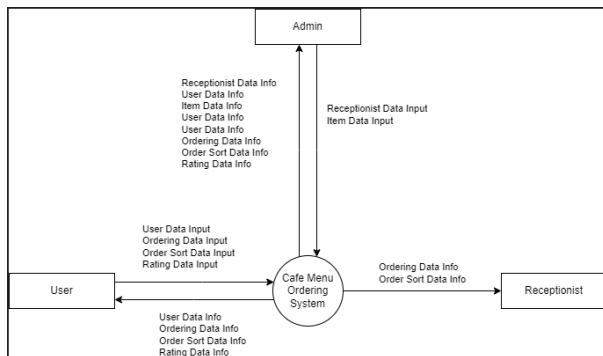 Admin
Receptionist Data Info
User Data Info
Item Data Info
User Data Info
User Data Info
Ordering Data Info
Order Sort Data Info
Rating Data Info
Receptionist Data Input
Item Data Input
User Data Input
Ordering Data Input
Order Sort Data Input
Rating Data Input
User
Cafe Menu
Ordering
System
Ordering Data Info
Order Sort Data Info
Receptionist
User Data Info
Ordering Data Info
Order Sort Data Info
Rating Data Info